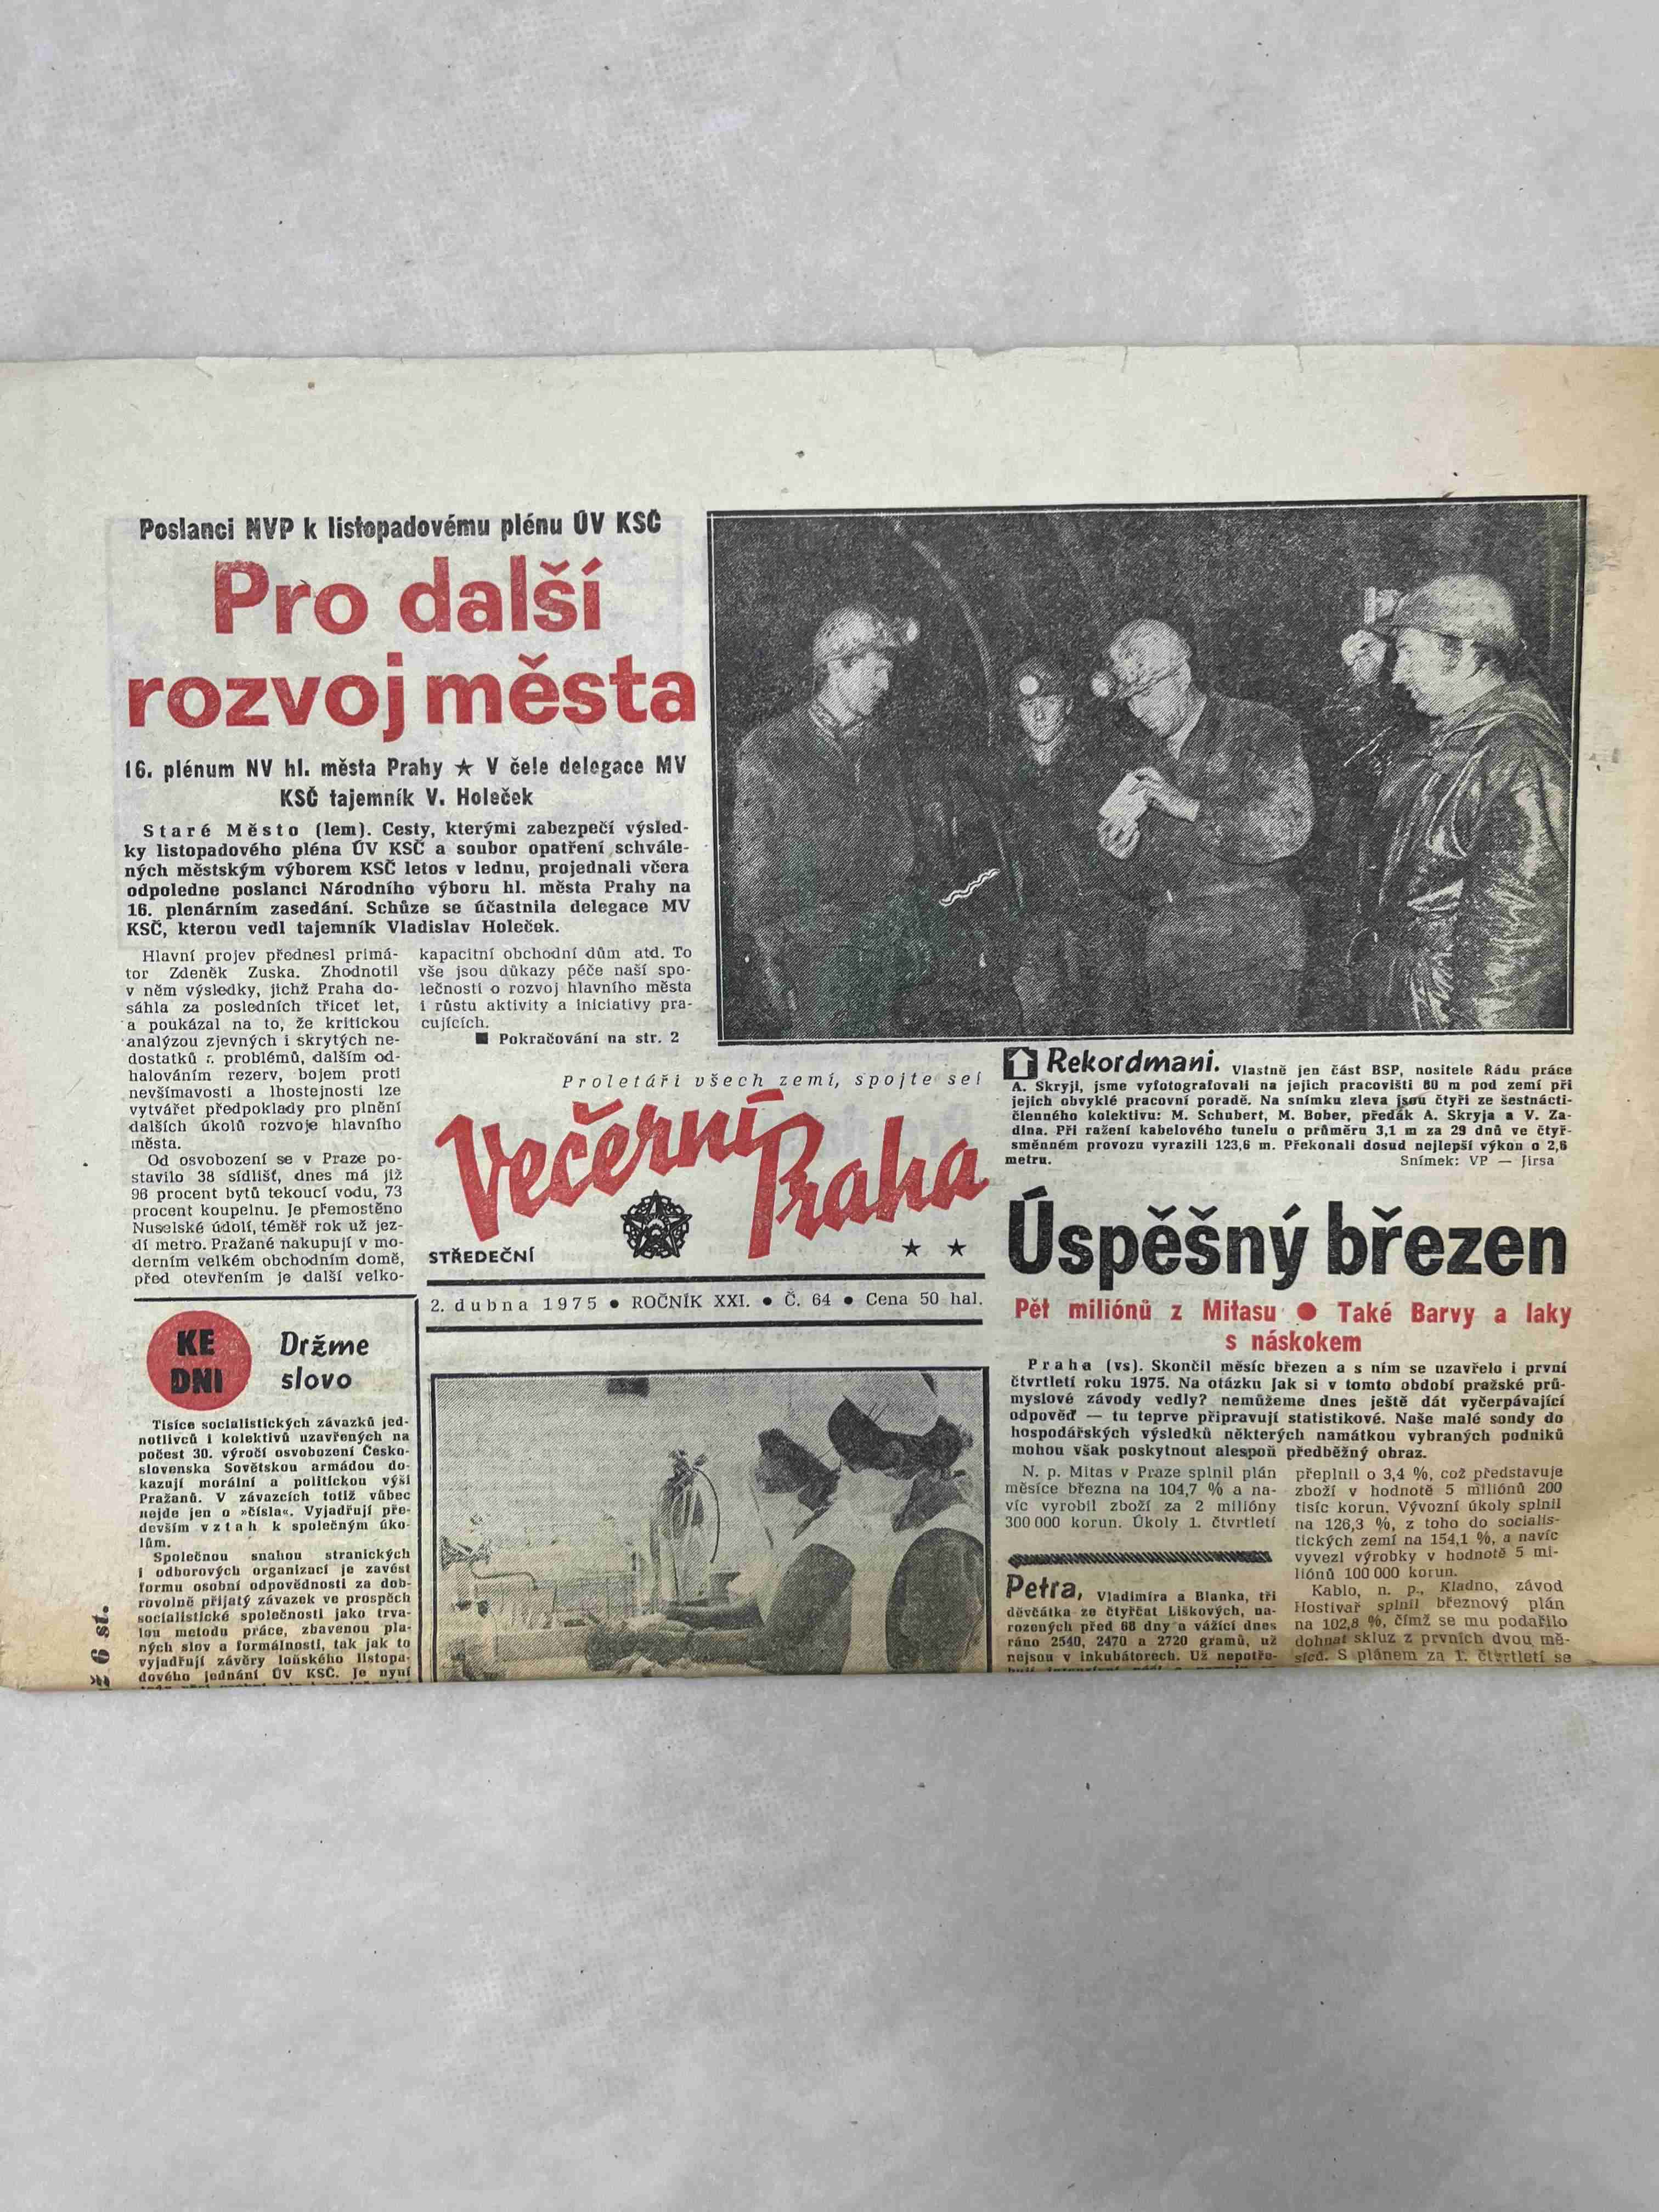 Poslanci NVP k listopadovému plénu ÚV KSČ
Pro další
rozvoj města
16. plénum NV hl. města Prahy ★ V čele delegace MV
KSČ tajemník V. Holeček
Staré Město (lem). Cesty, kterými zabezpečí výsled-
ky listopadového pléna ÚV KSČ a soubor opatření schvále-
ných městským výborem KSČ letos v lednu, projednali včera
odpoledne poslanci Národního výboru hl. města Prahy na
16. plenárním zasedání. Schůze se účastnila delegace MV
KSČ, kterou vedl tajemník Vladislav Holeček.
Hlavní projev přednesl primá-
tor Zdeněk Zuska. Zhodnotil
v něm výsledky, jichž Praha do-
sáhla za posledních třicet let,
a poukázal na to, že kritickou
analýzou zjevných i skrytých ne-
dostatků a problémů, dalším od-
halováním rezerv, bojem proti
nevšímavosti a lhostejnosti lze
vytvářet předpoklady pro plnění
dalších úkolů rozvoje hlavního
města.
Od osvobození se v Praze po-
stavilo 38 sídlišť, dnes má již
96 procent bytů tekoucí vodu, 73
procent koupelnu. Je přemostěno
Nuselské údolí, téměř rok už jez-
dí metro. Pražané nakupují v mo-
derním velkém obchodním domě,
před otevřením je další velko-
kapacitní obchodní dům atd. To
vše jsou důkazy péče naší spo-
lečnosti o rozvoj hlavního města
i růstu aktivity a iniciativy pra-
cujících.
■ Pokračování na str. 2
Proletáři všech zemí, spojte se!
Večerní
Praha
STŘEDEČNÍ ★ ★
2. dubna 1975 ● ROČNÍK XXI. ● Č. 64 ● Cena 50 hal.
Rekordmani. Vlastně jen část BSP, nositele Řádu práce
A. Skryjí, jsme vyfotografovali na jejich pracovišti 80 m pod zemí při
jejich obvyklé pracovní poradě. Na snímku zleva jsou čtyři ze šestnácti-
členného kolektivu: M. Schubert, M. Bober, předák A. Skryja a V. Za-
dina. Při ražení kabelového tunelu o průměru 3,1 m za 29 dnů ve čtyř-
směnném provozu vyrazili 123,6 m. Překonali dosud nejlepší výkon o 2,6
metru.
Snímek: VP — Jirsa
Úspěšný březen
Pět miliónů z Mitasu ● Také Barvy a laky
s náskokem
Praha (vs). Skončil měsíc březen a s ním se uzavřelo i první
čtvrtletí roku 1975. Na otázku jak si v tomto období pražské prů-
myslové závody vedly? nemůžeme dnes ještě dát vyčerpávající
odpověď — tu teprve připravují statistikové. Naše malé sondy do
hospodářských výsledků některých namátkou vybraných podniků
mohou však poskytnout alespoň předběžný obraz.
N. p. Mitas v Praze splnil plán
měsíce března na 104,7 % a na-
víc vyrobil zboží za 2 milióny
300 000 korun. Úkoly 1. čtvrtletí
přeplnil o 3,4 %, což představuje
zboží v hodnotě 5 miliónů 200
tisíc korun. Vývozní úkoly splnil
na 126,3 %, z toho do socialis-
tických zemí na 154,1 %, a navíc
vyvezl výrobky v hodnotě 5 mi-
liónů 100 000 korun.
Kablo, n. p., Kladno, závod
Hostivař splnil březnový plán
na 102,8 %, čímž se mu podařilo
dohnat skluz z prvních dvou mě-
síců. S plánem za 1. čtvrtletí se
Petra, Vladimíra a Blanka, tři
děvčátka ze čtyřčat Liškových, na-
rozených před 68 dny a vážící dnes
ráno 2540, 2470 a 2720 gramů, už
nejsou v inkubátorech. Už nepotře-
KE
DNI
Držme
slovo
Tisíce socialistických závazků jed-
notlivců i kolektivů uzavřených na
počest 30. výročí osvobození Česko-
slovenska Sovětskou armádou do-
kazují morální a politickou výši
Pražanů. V závazcích totiž vůbec
nejde jen o »čísla«. Vyjadřují pře-
devším vztah k společným úko-
lům.
Společnou snahou stranických
i odborových organizací je zavést
formu osobní odpovědnosti za dob-
rovolně přijatý závazek ve prospěch
socialistické společnosti jako trva-
lou metodu práce, zbavenou pla-
ných slov a formálností, tak jak to
vyjadřují závěry loňského listopa-
dového jednání ÚV KSČ. Je nyní
ž 6 st.